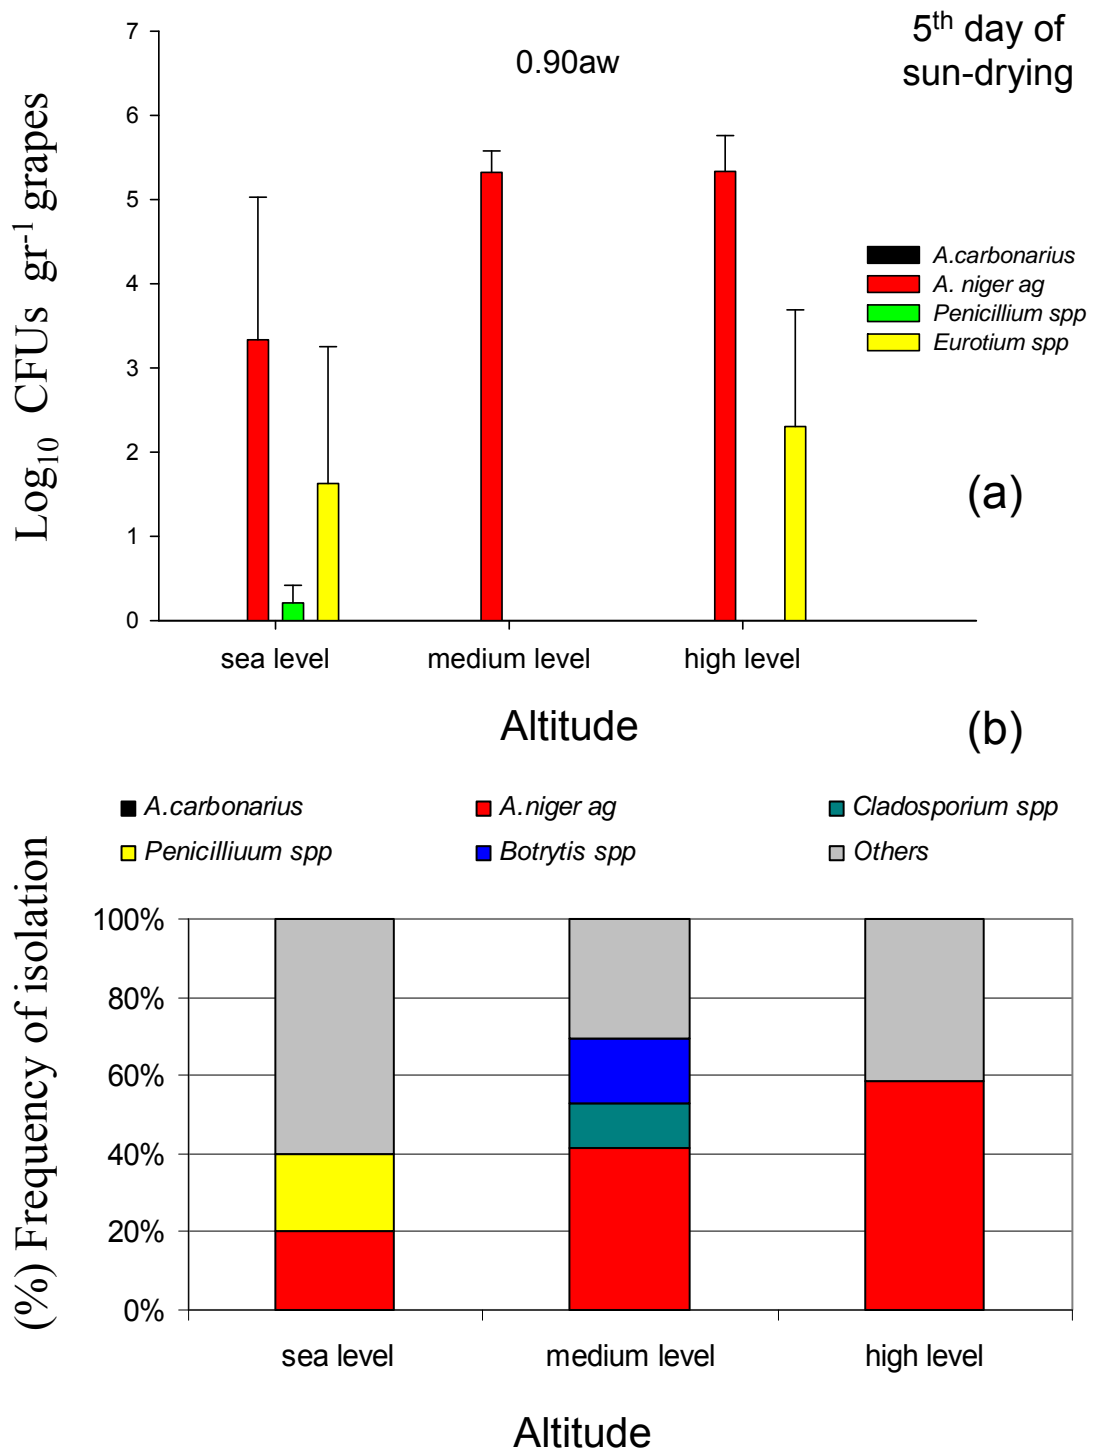 5th day of
sun-drying
0.90aw
Log10 CFUs gr-1 grapes
7
6
5
4
3
2
1
0
A.carbonarius
A. niger ag
Penicillium spp
Eurotium spp
(a)
sea level medium level high level
Altitude
(b)
A.carbonarius A.niger ag Cladosporium spp
Penicilliuum spp Botrytis spp Others
(%) Frequency of isolation
100%
80%
60%
40%
20%
0%
sea level medium level high level
Altitude